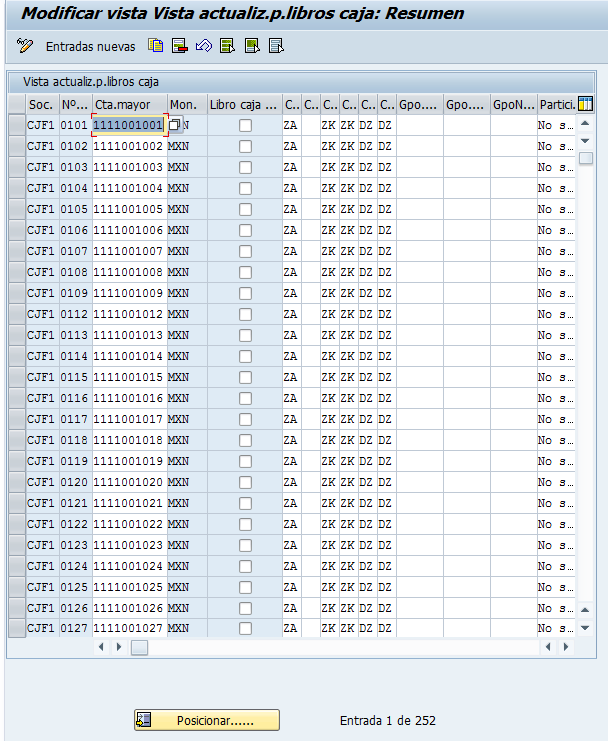 Modificar vista Vista actualiz.p.libros caja: Resumen
Entradas nuevas
Vista actualiz.p.libros caja
Soc. Nº... Cta.mayor Mon. Libro caja ... C.. C.. C.. C.. C.. C.. Gpo.... Gpo.... GpoN... Partici.
CJF1 0101 1111001001 N ZA ZK ZK DZ DZ No s…
CJF1 0102 1111001002 MXN ZA ZK ZK DZ DZ No s…
CJF1 0103 1111001003 MXN ZA ZK ZK DZ DZ No s…
CJF1 0104 1111001004 MXN ZA ZK ZK DZ DZ No s…
CJF1 0105 1111001005 MXN ZA ZK ZK DZ DZ No s…
CJF1 0106 1111001006 MXN ZA ZK ZK DZ DZ No s…
CJF1 0107 1111001007 MXN ZA ZK ZK DZ DZ No s…
CJF1 0108 1111001008 MXN ZA ZK ZK DZ DZ No s…
CJF1 0109 1111001009 MXN ZA ZK ZK DZ DZ No s…
CJF1 0112 1111001012 MXN ZA ZK ZK DZ DZ No s…
CJF1 0113 1111001013 MXN ZA ZK ZK DZ DZ No s…
CJF1 0114 1111001014 MXN ZA ZK ZK DZ DZ No s…
CJF1 0115 1111001015 MXN ZA ZK ZK DZ DZ No s…
CJF1 0116 1111001016 MXN ZA ZK ZK DZ DZ No s…
CJF1 0117 1111001017 MXN ZA ZK ZK DZ DZ No s…
CJF1 0118 1111001018 MXN ZA ZK ZK DZ DZ No s…
CJF1 0119 1111001019 MXN ZA ZK ZK DZ DZ No s…
CJF1 0120 1111001020 MXN ZA ZK ZK DZ DZ No s…
CJF1 0121 1111001021 MXN ZA ZK ZK DZ DZ No s…
CJF1 0122 1111001022 MXN ZA ZK ZK DZ DZ No s…
CJF1 0123 1111001023 MXN ZA ZK ZK DZ DZ No s…
CJF1 0124 1111001024 MXN ZA ZK ZK DZ DZ No s…
CJF1 0125 1111001025 MXN ZA ZK ZK DZ DZ No s…
CJF1 0126 1111001026 MXN ZA ZK ZK DZ DZ No s…
CJF1 0127 1111001027 MXN ZA ZK ZK DZ DZ No s…
Posicionar...... Entrada 1 de 252